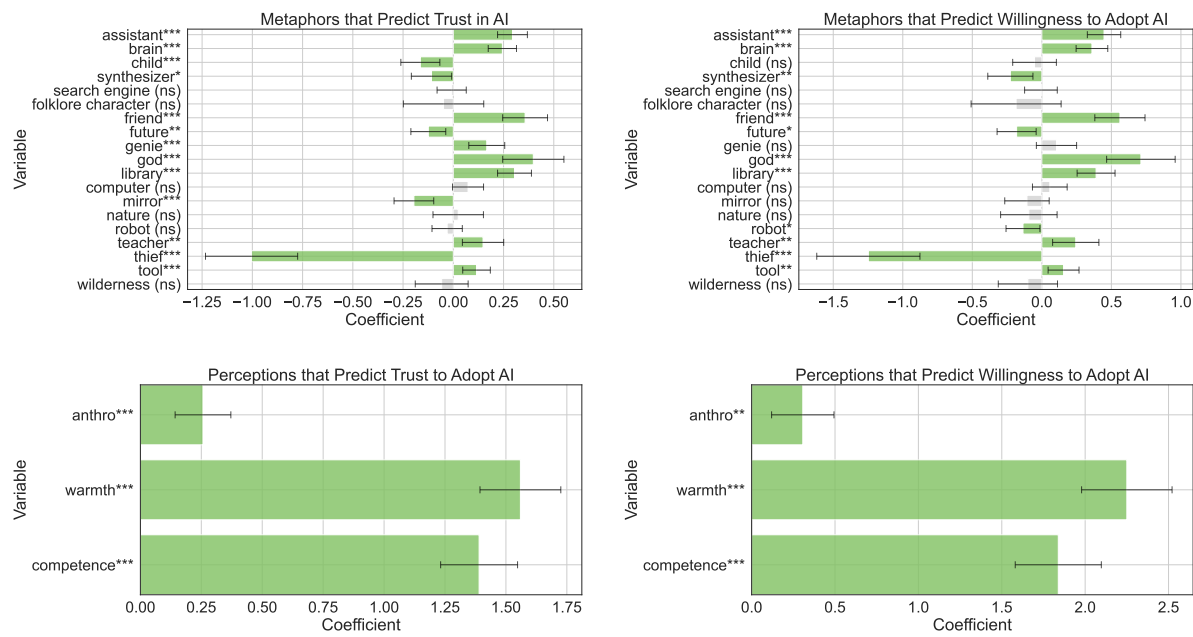 Metaphors that Predict Trust in AI
Variable
assistant***
brain***
child***
synthesizer*
search engine (ns)
folklore character (ns)
friend***
future**
genie***
god***
library***
computer (ns)
mirror***
nature (ns)
robot (ns)
teacher**
thief***
tool***
wilderness (ns)
−1.25 −1.00 −0.75 −0.50 −0.25 0.00 0.25 0.50
Coefficient
Metaphors that Predict Willingness to Adopt AI
Variable
assistant***
brain***
child (ns)
synthesizer**
search engine (ns)
folklore character (ns)
friend***
future*
genie (ns)
god***
library***
computer (ns)
mirror (ns)
nature (ns)
robot*
teacher**
thief***
tool**
wilderness (ns)
−1.5 −1.0 −0.5 0.0 0.5 1.0
Coefficient
Perceptions that Predict Trust to Adopt AI
Variable
anthro***
warmth***
competence***
0.00 0.25 0.50 0.75 1.00 1.25 1.50 1.75
Coefficient
Perceptions that Predict Willingness to Adopt AI
Variable
anthro**
warmth***
competence***
0.0 0.5 1.0 1.5 2.0 2.5
Coefficient